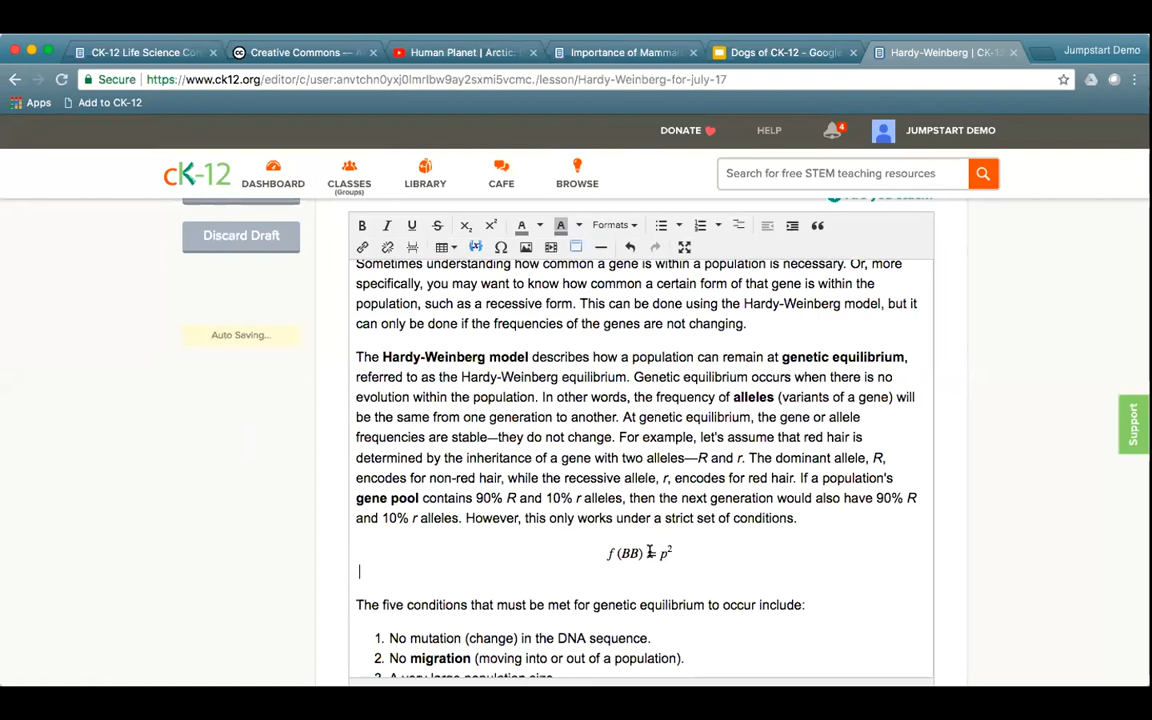 CK-12 Life Science Con
Creative Commons —
Human Planet | Arctic:
Importance of Mamma
Dogs of CK-12 - Google
Hardy-Weinberg | CK-1
Jumpstart Demo
Secure
https://www.ck12.org/editor/c/user:anvtchn0yxj0lmrlbw9ay2sxmi5vcmc./lesson/Hardy-Weinberg-for-july-17
Apps
Add to CK-12
DONATE
HELP
4
JUMPSTART DEMO
cK-12
DASHBOARD
CLASSES
(Groups)
LIBRARY
CAFE
BROWSE
Search for free STEM teaching resources
Discard Draft
Auto Saving...
B I U S X₂ X² A A Formats
Sometimes understanding how common a gene is within a population is necessary. Or, more
specifically, you may want to know how common a certain form of that gene is within the
population, such as a recessive form. This can be done using the Hardy-Weinberg model, but it
can only be done if the frequencies of the genes are not changing.
The Hardy-Weinberg model describes how a population can remain at genetic equilibrium,
referred to as the Hardy-Weinberg equilibrium. Genetic equilibrium occurs when there is no
evolution within the population. In other words, the frequency of alleles (variants of a gene) will
be the same from one generation to another. At genetic equilibrium, the gene or allele
frequencies are stable—they do not change. For example, let's assume that red hair is
determined by the inheritance of a gene with two alleles—R and r. The dominant allele, R,
encodes for non-red hair, while the recessive allele, r, encodes for red hair. If a population's
gene pool contains 90% R and 10% r alleles, then the next generation would also have 90% R
and 10% r alleles. However, this only works under a strict set of conditions.
f (BB) = p²
The five conditions that must be met for genetic equilibrium to occur include:
1. No mutation (change) in the DNA sequence.
2. No migration (moving into or out of a population).
3. A very large population size
Support